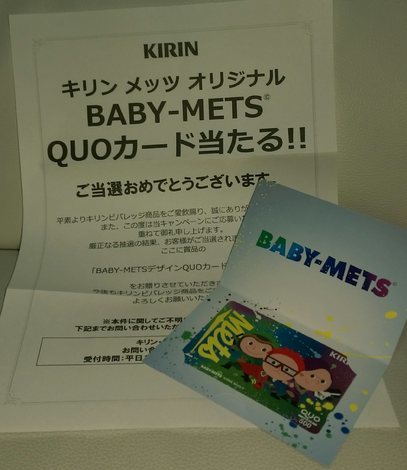 KIRIN
キリン メッツ オリジナル
BABY-METS©
QUOカード当たる!!
ご当選おめでとうございます
平素よりキリンビバレッジ商品をご愛飲賜り、誠にありが
また、この度は当キャンペーンにご応募い
重ねて御礼申し上げます。
厳正なる抽選の結果、お客様がご当選され
ここに賞品の
「BABY-METSデザインQUOカード
をお贈りさせていただき
今後もキリンビバレッジ商品をご
よろしくお願いいた
※本件に関してご不明
下記までお問い合わせいただ
キリン
お問い合
受付時間:平日
BABY-METS
KIRIN
Mets
QUO
500